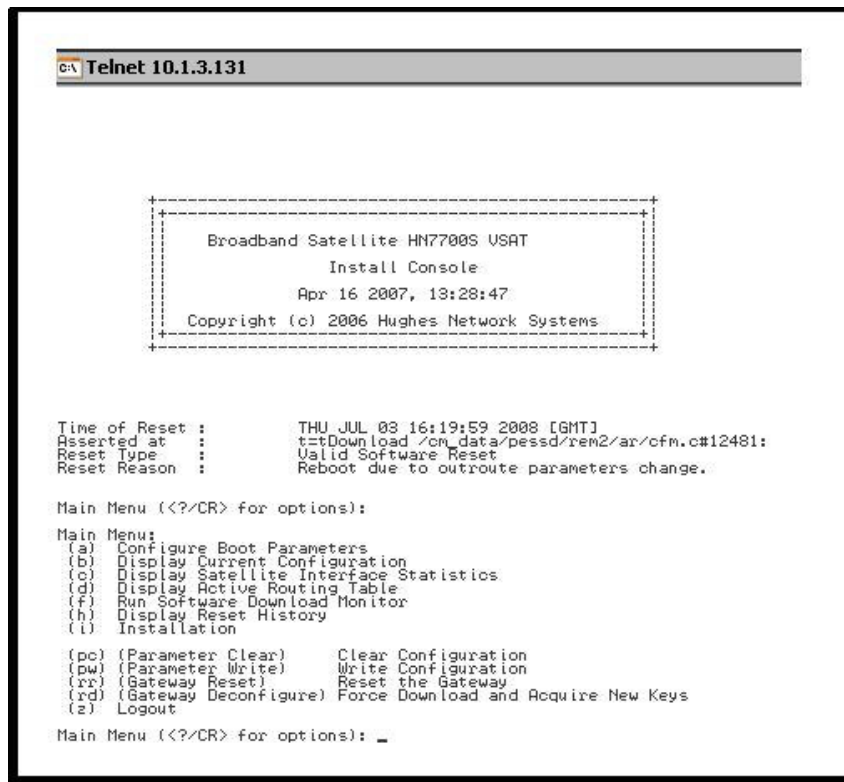 Telnet 10.1.3.131
Broadband Satellite HN7700S VSAT
Install Console
Apr 16 2007, 13:28:47
Copyright (c) 2006 Hughes Network Systems
Time of Reset : THU JUL 03 16:19:59 2008 [GMT]
Asserted at : t=tDownload /cm_data/pessd/rem2/ar/cfm.c#12481:
Reset Type : Valid Software Reset
Reset Reason : Reboot due to outroute parameters change.
Main Menu (<?/CR> for options):
Main Menu:
(a) Configure Boot Parameters
(b) Display Current Configuration
(c) Display Satellite Interface Statistics
(d) Display Active Routing Table
(f) Run Software Download Monitor
(h) Display Reset History
(i) Installation
(pc) (Parameter Clear) Clear Configuration
(pw) (Parameter Write) Write Configuration
(rr) (Gateway Reset) Reset the Gateway
(rd) (Gateway Deconfigure) Force Download and Acquire New Keys
(z) Logout
Main Menu (<?/CR> for options): _